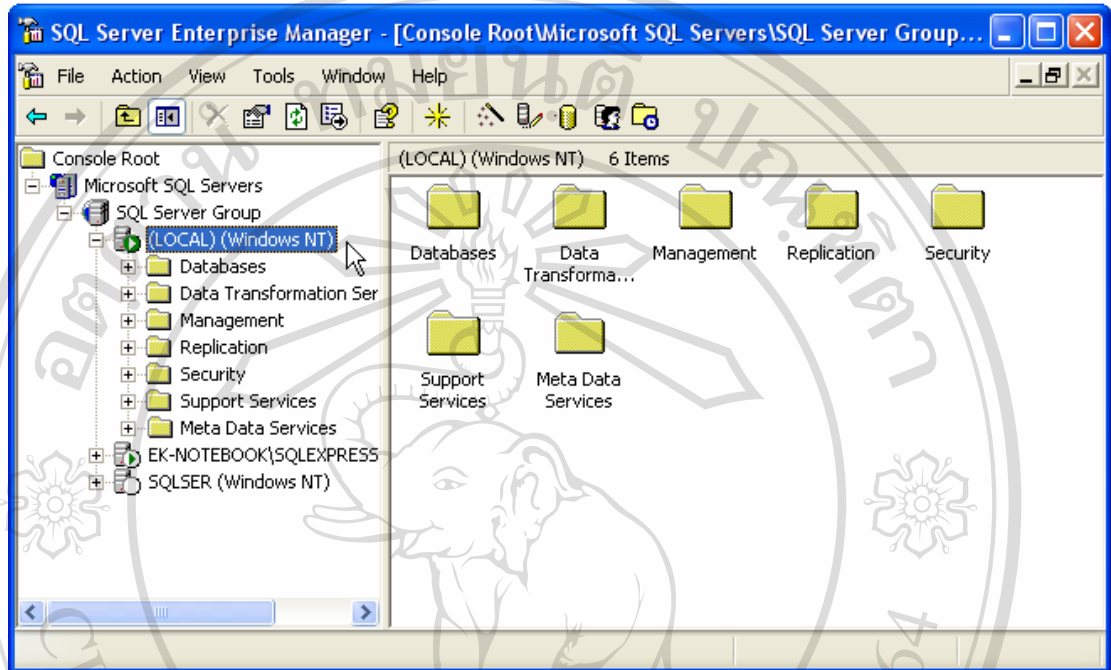 SQL Server Enterprise Manager - [Console Root\Microsoft SQL Servers\SQL Server Group...
File Action View Tools Window Help
Console Root
Microsoft SQL Servers
SQL Server Group
(LOCAL) (Windows NT)
Databases
Data Transformation Ser
Management
Replication
Security
Support Services
Meta Data Services
EK-NOTEBOOK\SQLEXPRESS
SQLSER (Windows NT)
(LOCAL) (Windows NT) 6 Items
Databases
Data
Transforma...
Management
Replication
Security
Support
Services
Meta Data
Services
64